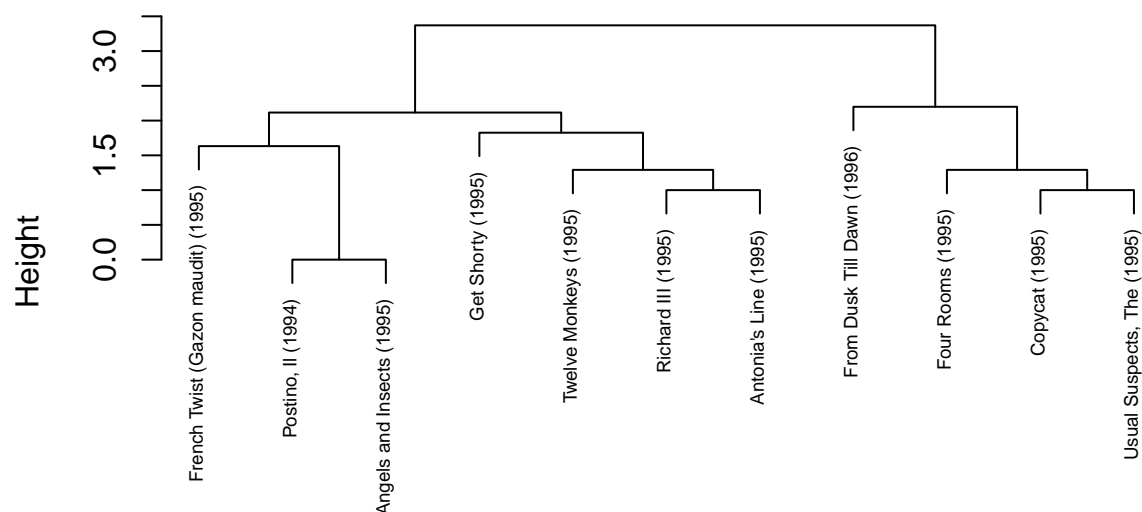 Height
3.0
1.5
0.0
French Twist (Gazon maudit) (1995)
Postino, Il (1994)
Angels and Insects (1995)
Get Shorty (1995)
Twelve Monkeys (1995)
Richard III (1995)
Antonia's Line (1995)
From Dusk Till Dawn (1996)
Four Rooms (1995)
Copycat (1995)
Usual Suspects, The (1995)